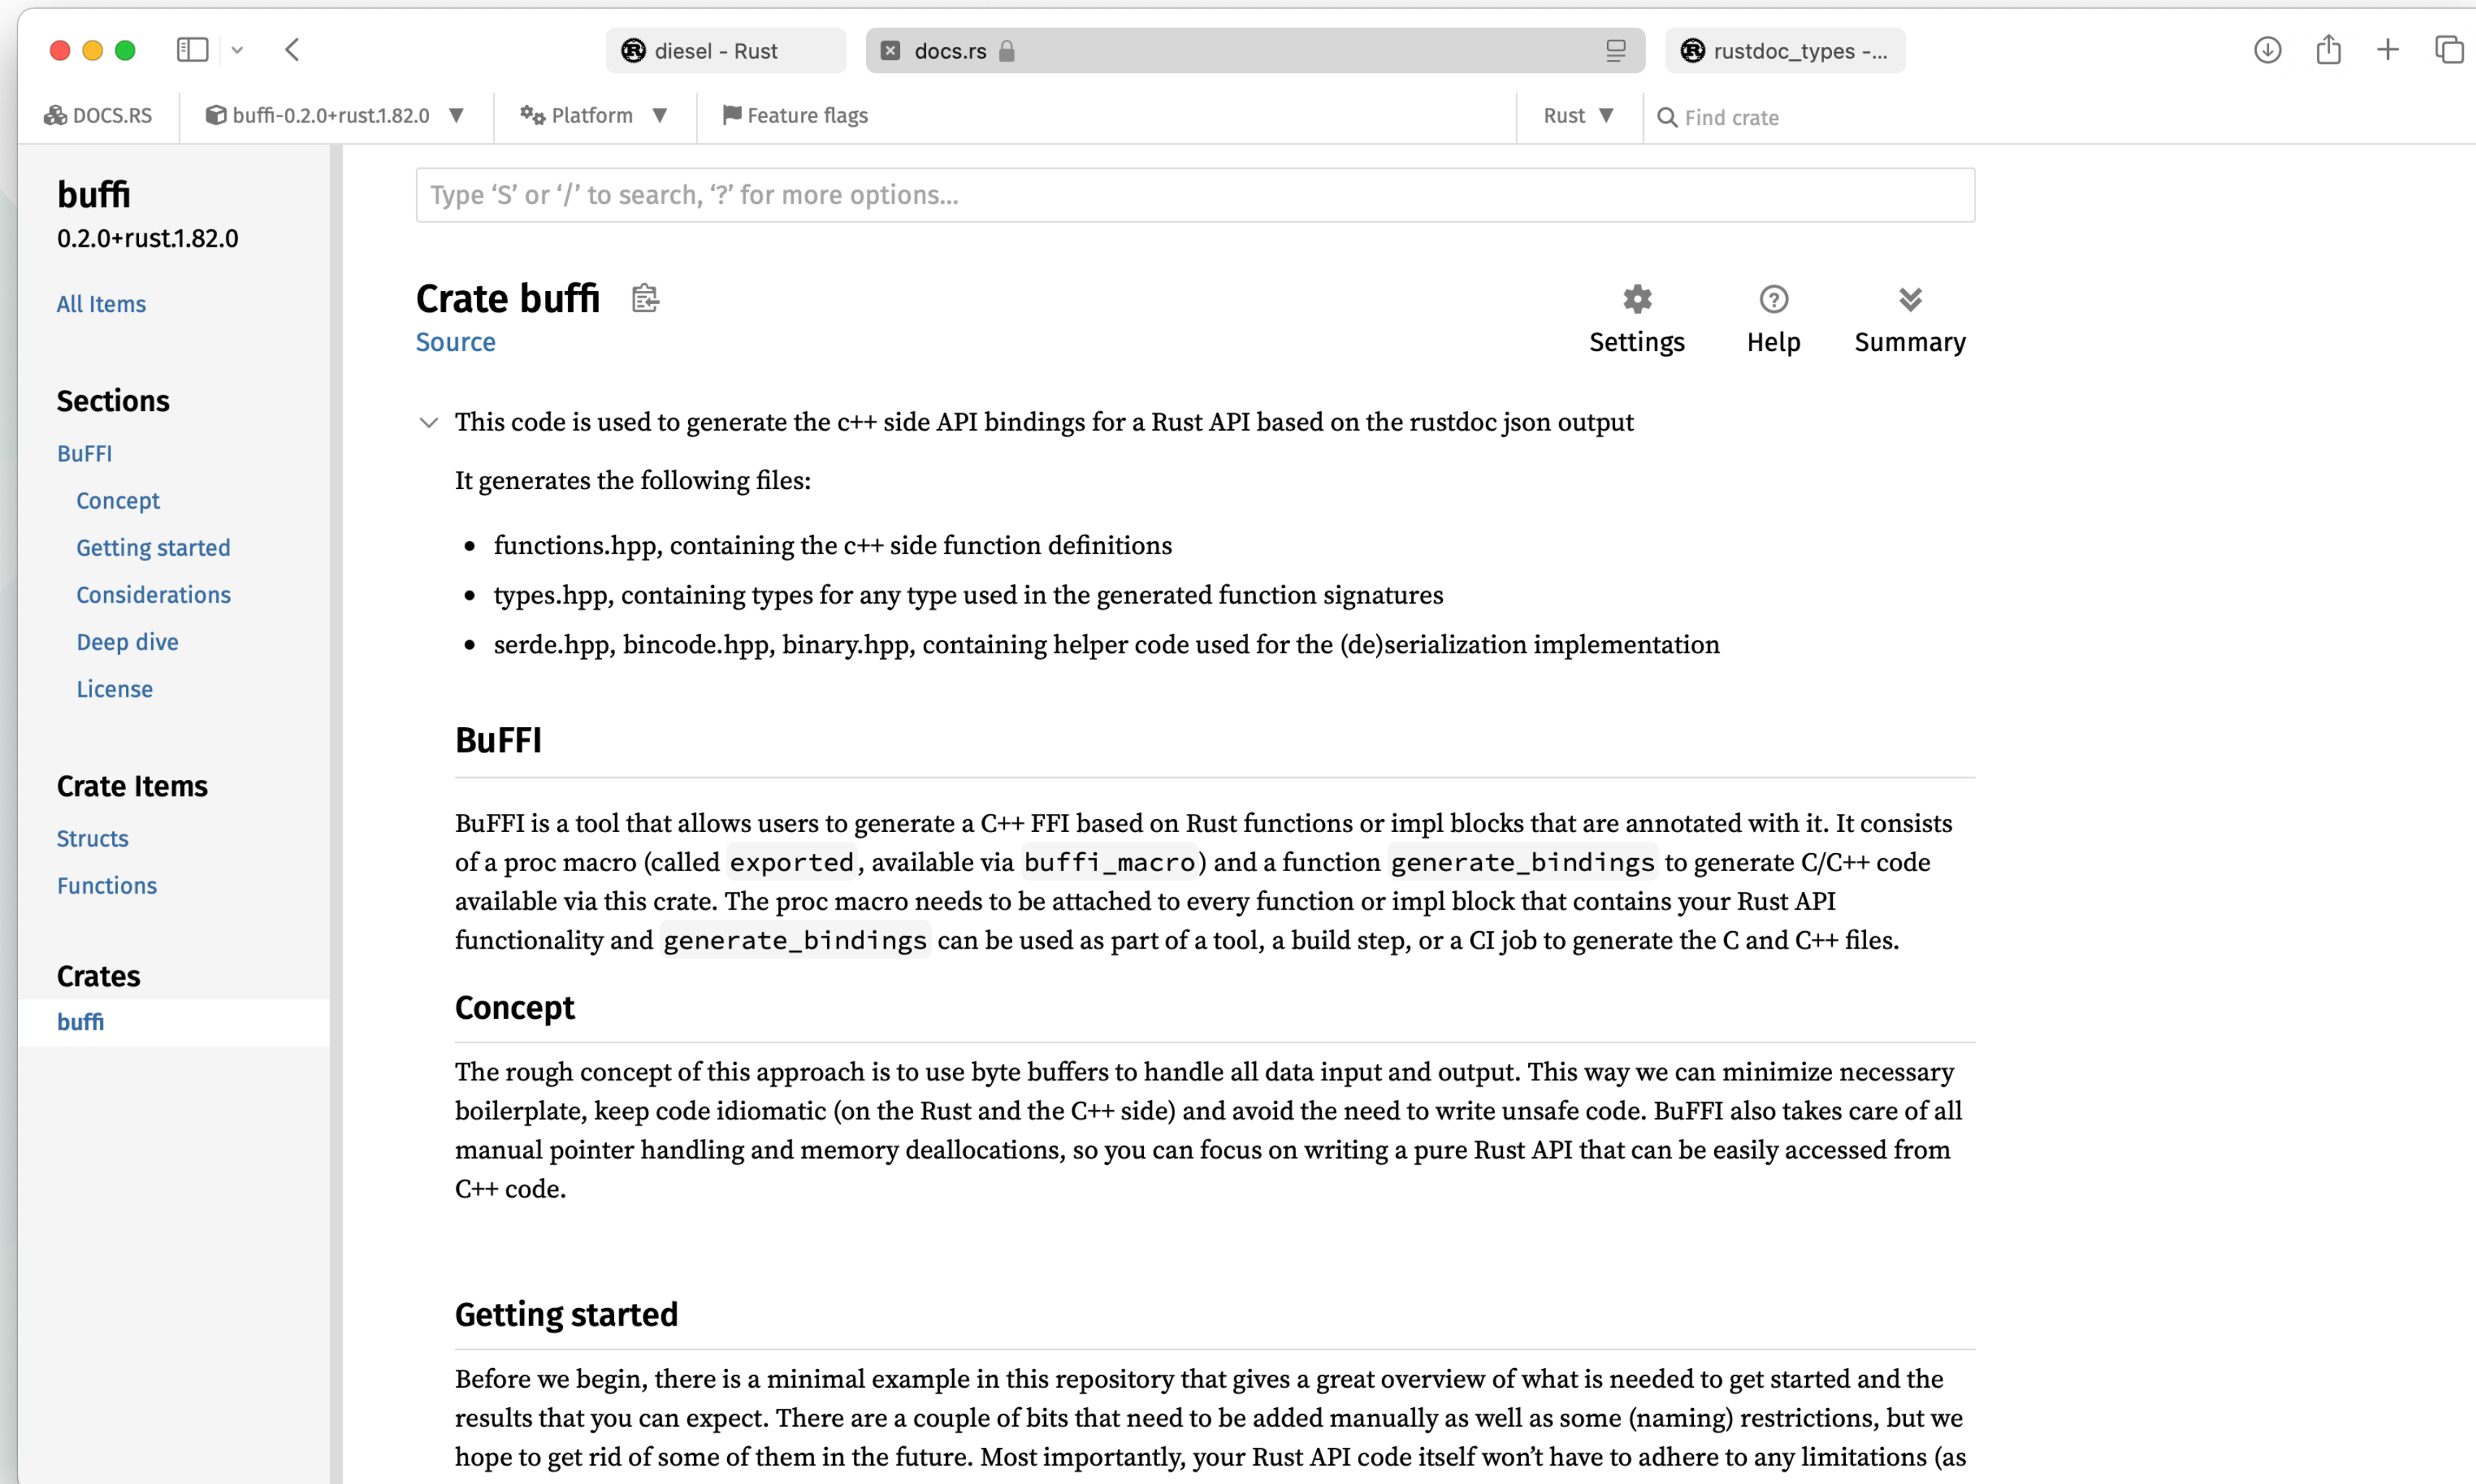 diesel - Rust
docs.rs
rustdoc_types -...
DOCS.RS
buffi-0.2.0+rust.1.82.0
Platform
Feature flags
Rust
Find crate
buffi
0.2.0+rust.1.82.0
All Items
Sections
BuFFI
Concept
Getting started
Considerations
Deep dive
License
Crate Items
Structs
Functions
Crates
buffi
Type ‘S’ or ‘/’ to search, ‘?’ for more options…
Crate buffi
Source
Settings
Help
Summary
This code is used to generate the c++ side API bindings for a Rust API based on the rustdoc json output
It generates the following files:
• functions.hpp, containing the c++ side function definitions
• types.hpp, containing types for any type used in the generated function signatures
• serde.hpp, bincode.hpp, binary.hpp, containing helper code used for the (de)serialization implementation
BuFFI
BuFFI is a tool that allows users to generate a C++ FFI based on Rust functions or impl blocks that are annotated with it. It consists
of a proc macro (called exported, available via buffi_macro) and a function generate_bindings to generate C/C++ code
available via this crate. The proc macro needs to be attached to every function or impl block that contains your Rust API
functionality and generate_bindings can be used as part of a tool, a build step, or a CI job to generate the C and C++ files.
Concept
The rough concept of this approach is to use byte buffers to handle all data input and output. This way we can minimize necessary
boilerplate, keep code idiomatic (on the Rust and the C++ side) and avoid the need to write unsafe code. BuFFI also takes care of all
manual pointer handling and memory deallocations, so you can focus on writing a pure Rust API that can be easily accessed from
C++ code.
Getting started
Before we begin, there is a minimal example in this repository that gives a great overview of what is needed to get started and the
results that you can expect. There are a couple of bits that need to be added manually as well as some (naming) restrictions, but we
hope to get rid of some of them in the future. Most importantly, your Rust API code itself won’t have to adhere to any limitations (as